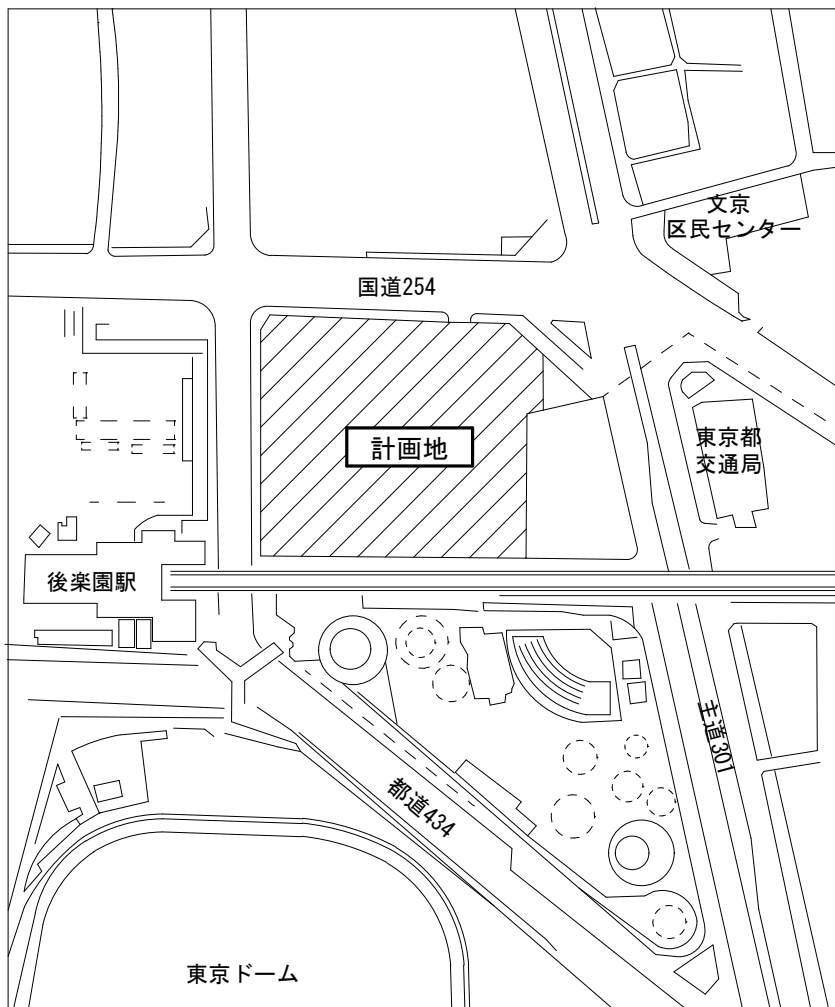 文京
区民センター
国道254
計画地
東京都
交通局
後楽園駅
主道301
都道434
東京ドーム